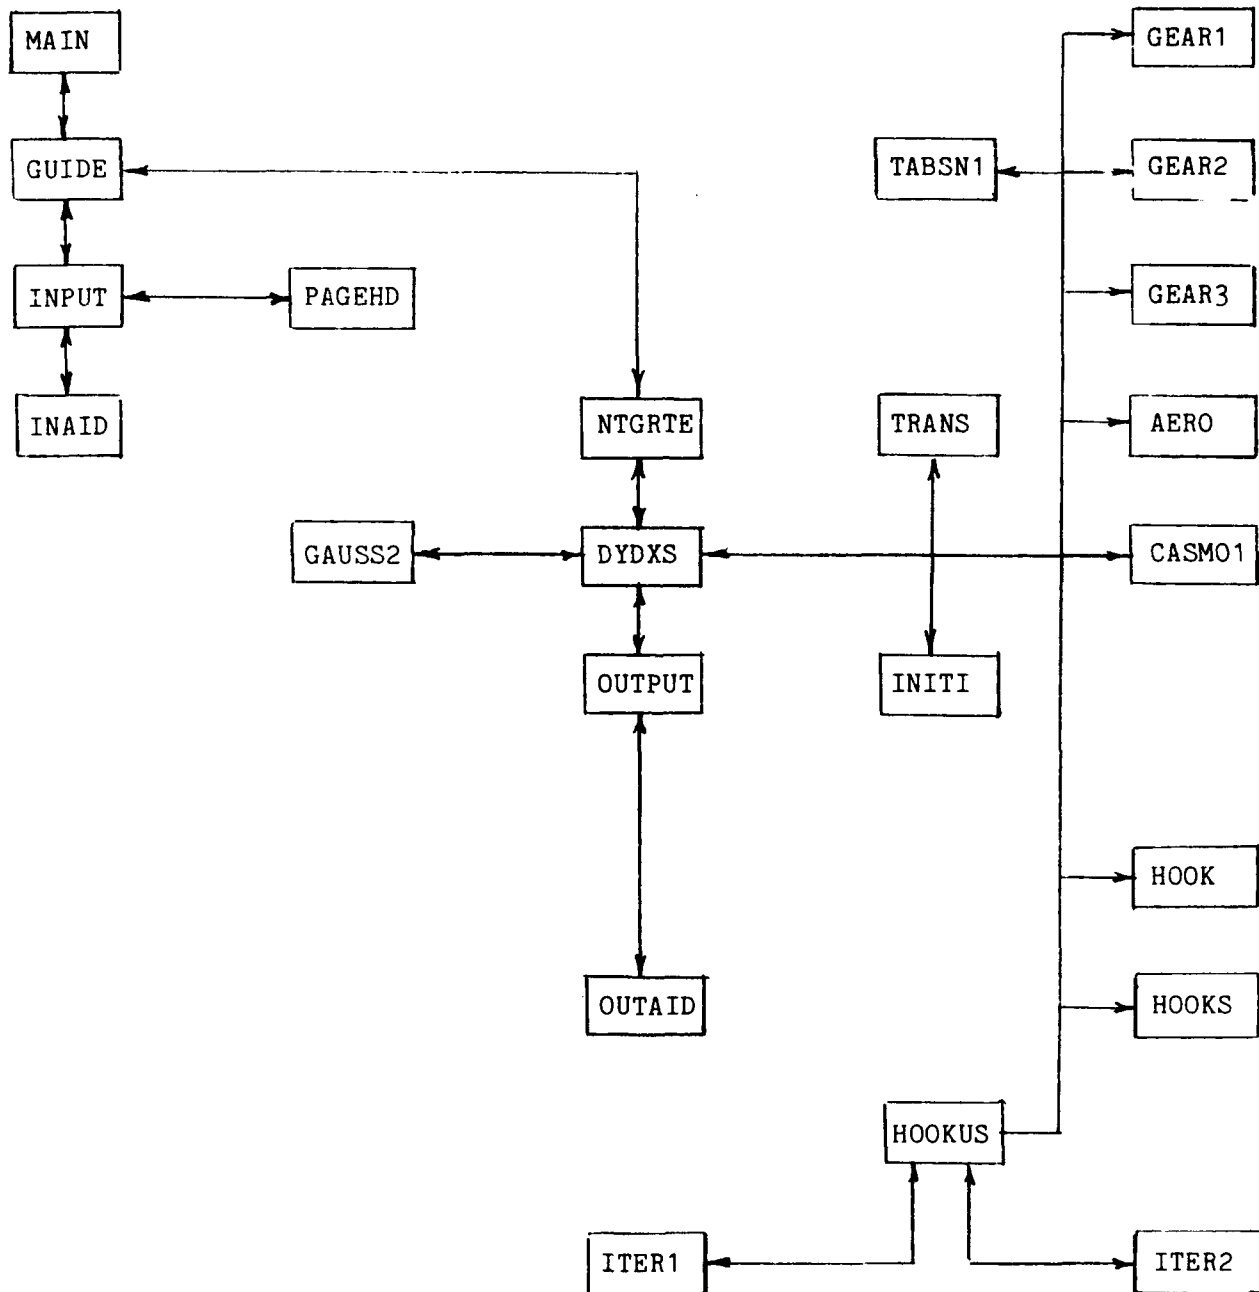 MAIN
GEAR1
GUIDE
TABSN1
GEAR2
INPUT
PAGEHD
GEAR3
INAID
NTGRTE
TRANS
AERO
GAUSS2
DYDXS
CASMO1
OUTPUT
INITI
HOOK
OUTAID
HOOKS
HOOKUS
ITER1
ITER2